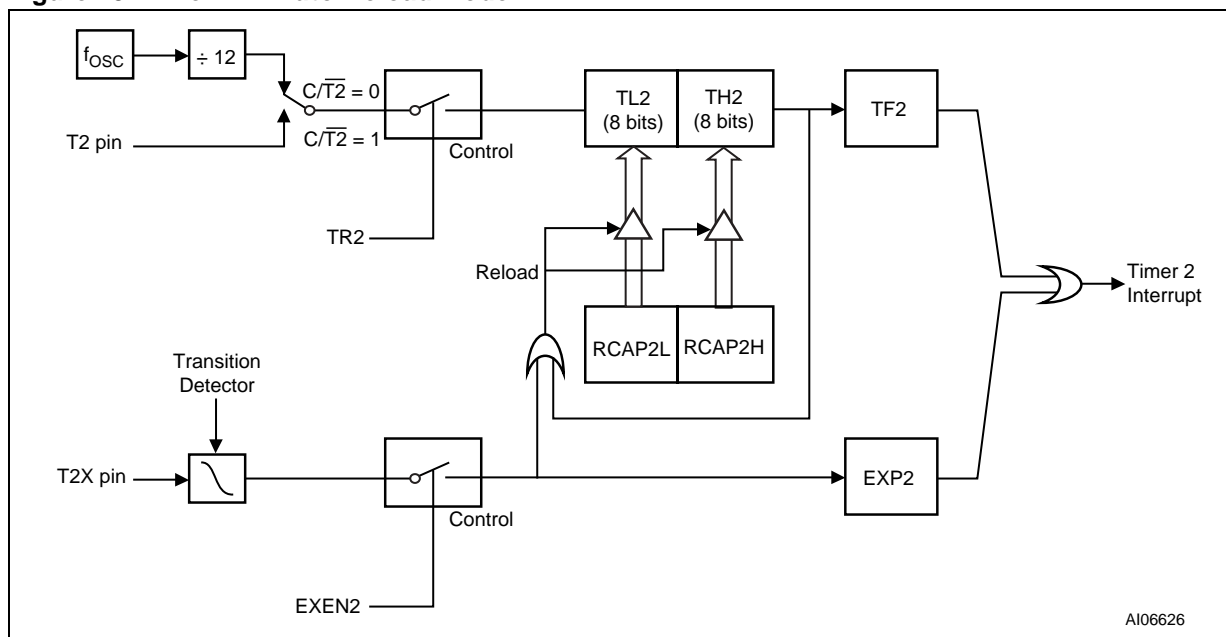 fOSC
÷ 12
C/T2 = 0
T2 pin
C/T2 = 1
Control
TR2
TL2
(8 bits)
TH2
(8 bits)
TF2
Reload
RCAP2L
RCAP2H
Timer 2
Interrupt
Transition
Detector
T2X pin
Control
EXP2
EXEN2
AI06626